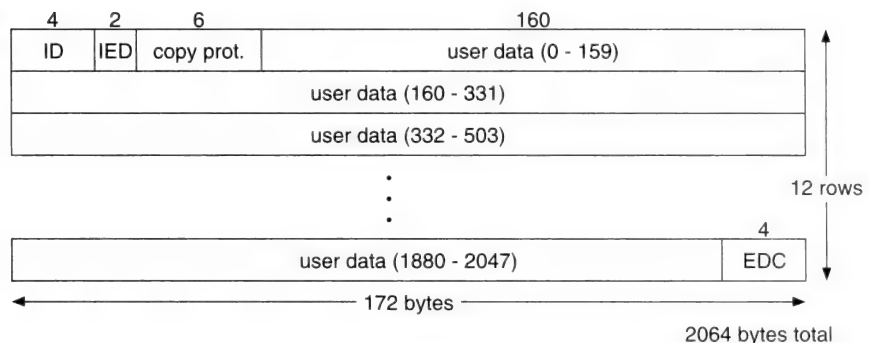 4 2 6 160
ID IED copy prot. user data (0 - 159)
user data (160 - 331)
user data (332 - 503)
12 rows
4
user data (1880 - 2047) EDC
172 bytes
2064 bytes total